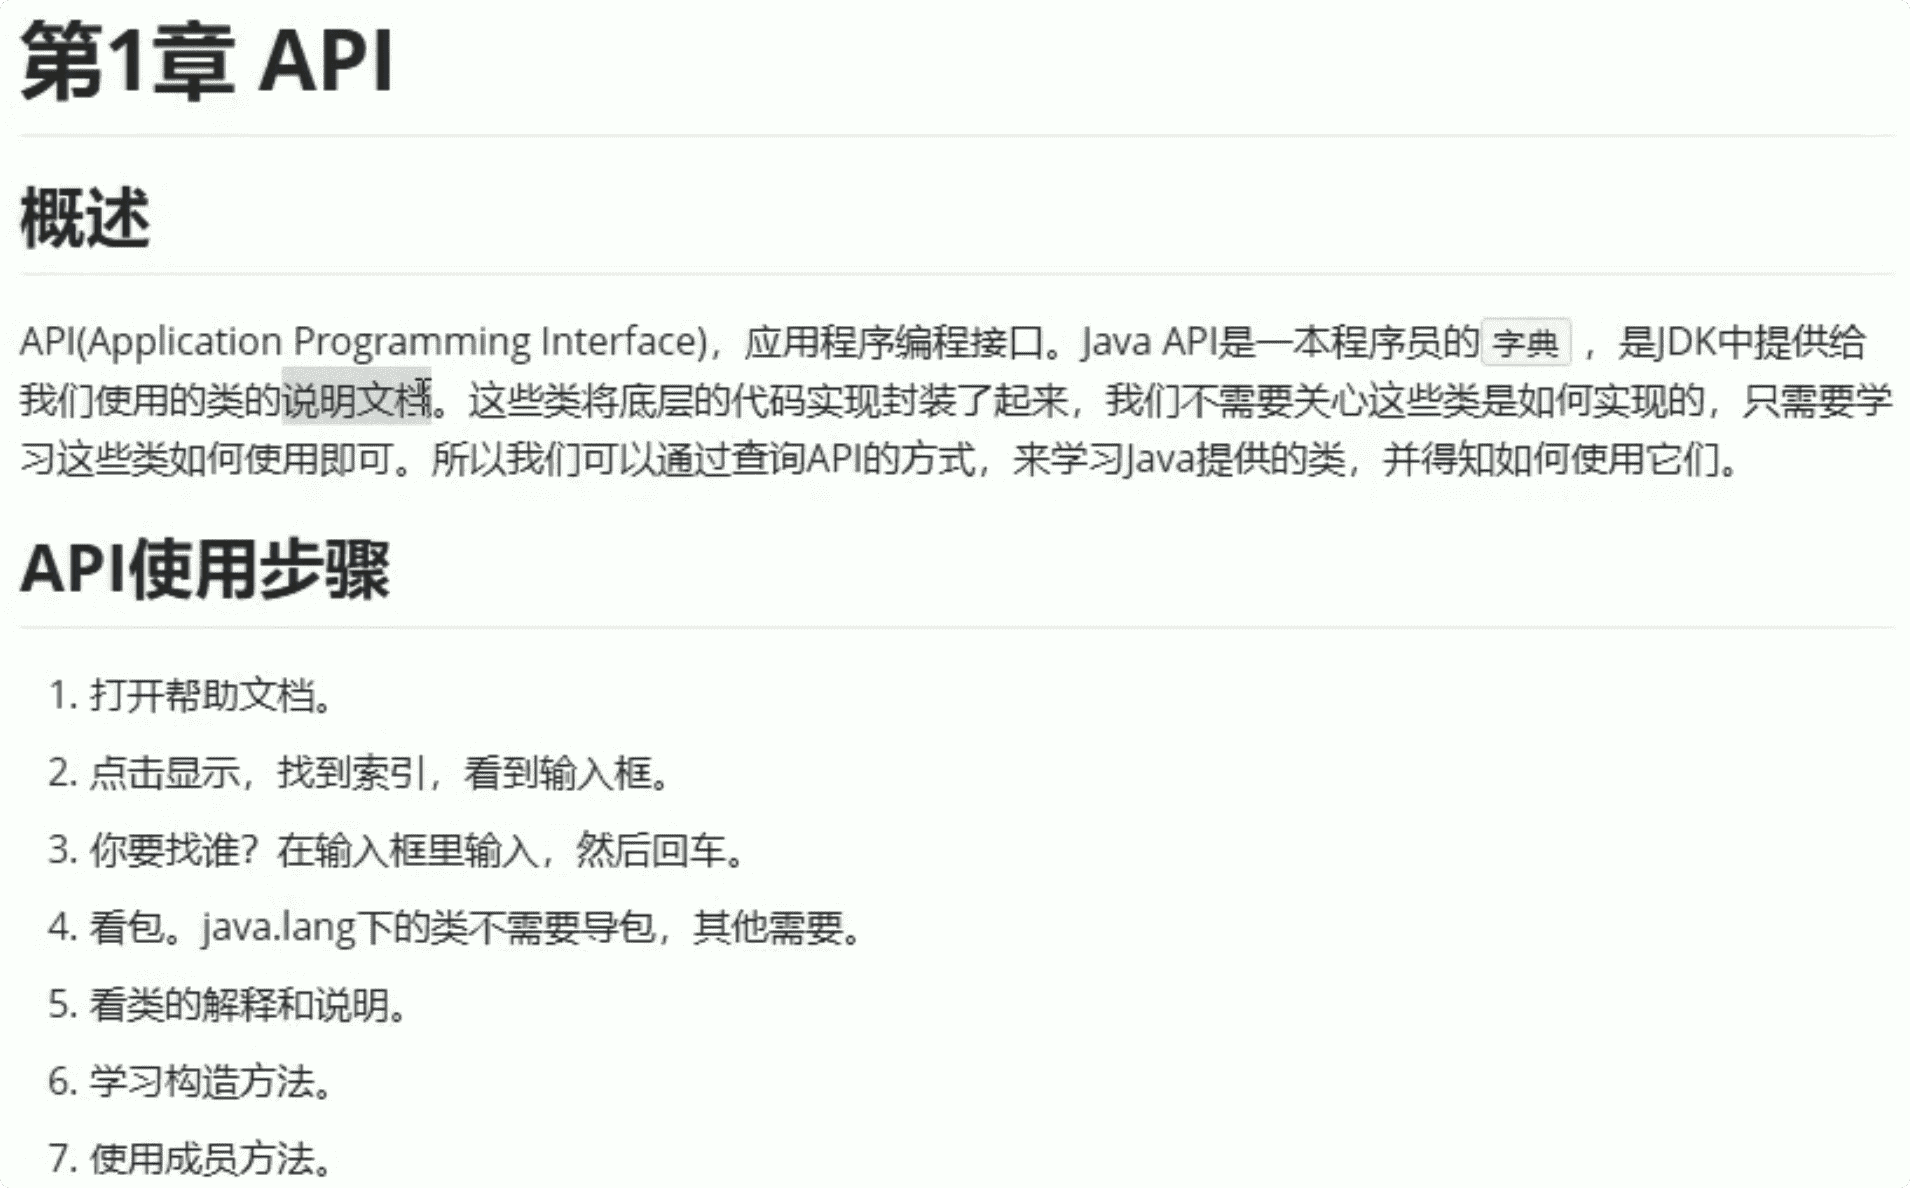 第1章 API
概述
API(Application Programming Interface)，应用程序编程接口。Java API是一本程序员的 字典 ，是JDK中提供给
我们使用的类的说明文档。这些类将底层的代码实现封装了起来，我们不需要关心这些类是如何实现的，只需要学
习这些类如何使用即可。所以我们可以通过查询API的方式，来学习Java提供的类，并得知如何使用它们。
API使用步骤
1. 打开帮助文档。
2. 点击显示，找到索引，看到输入框。
3. 你要找谁？在输入框里输入，然后回车。
4. 看包。java.lang下的类不需要导包，其他需要。
5. 看类的解释和说明。
6. 学习构造方法。
7. 使用成员方法。